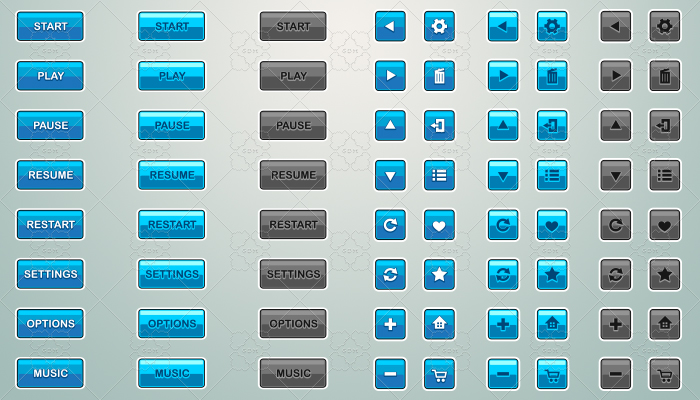 START START START
PLAY PLAY PLAY
PAUSE PAUSE PAUSE
RESUME RESUME RESUME
RESTART RESTART RESTART
SETTINGS SETTINGS SETTINGS
OPTIONS OPTIONS OPTIONS
MUSIC MUSIC MUSIC